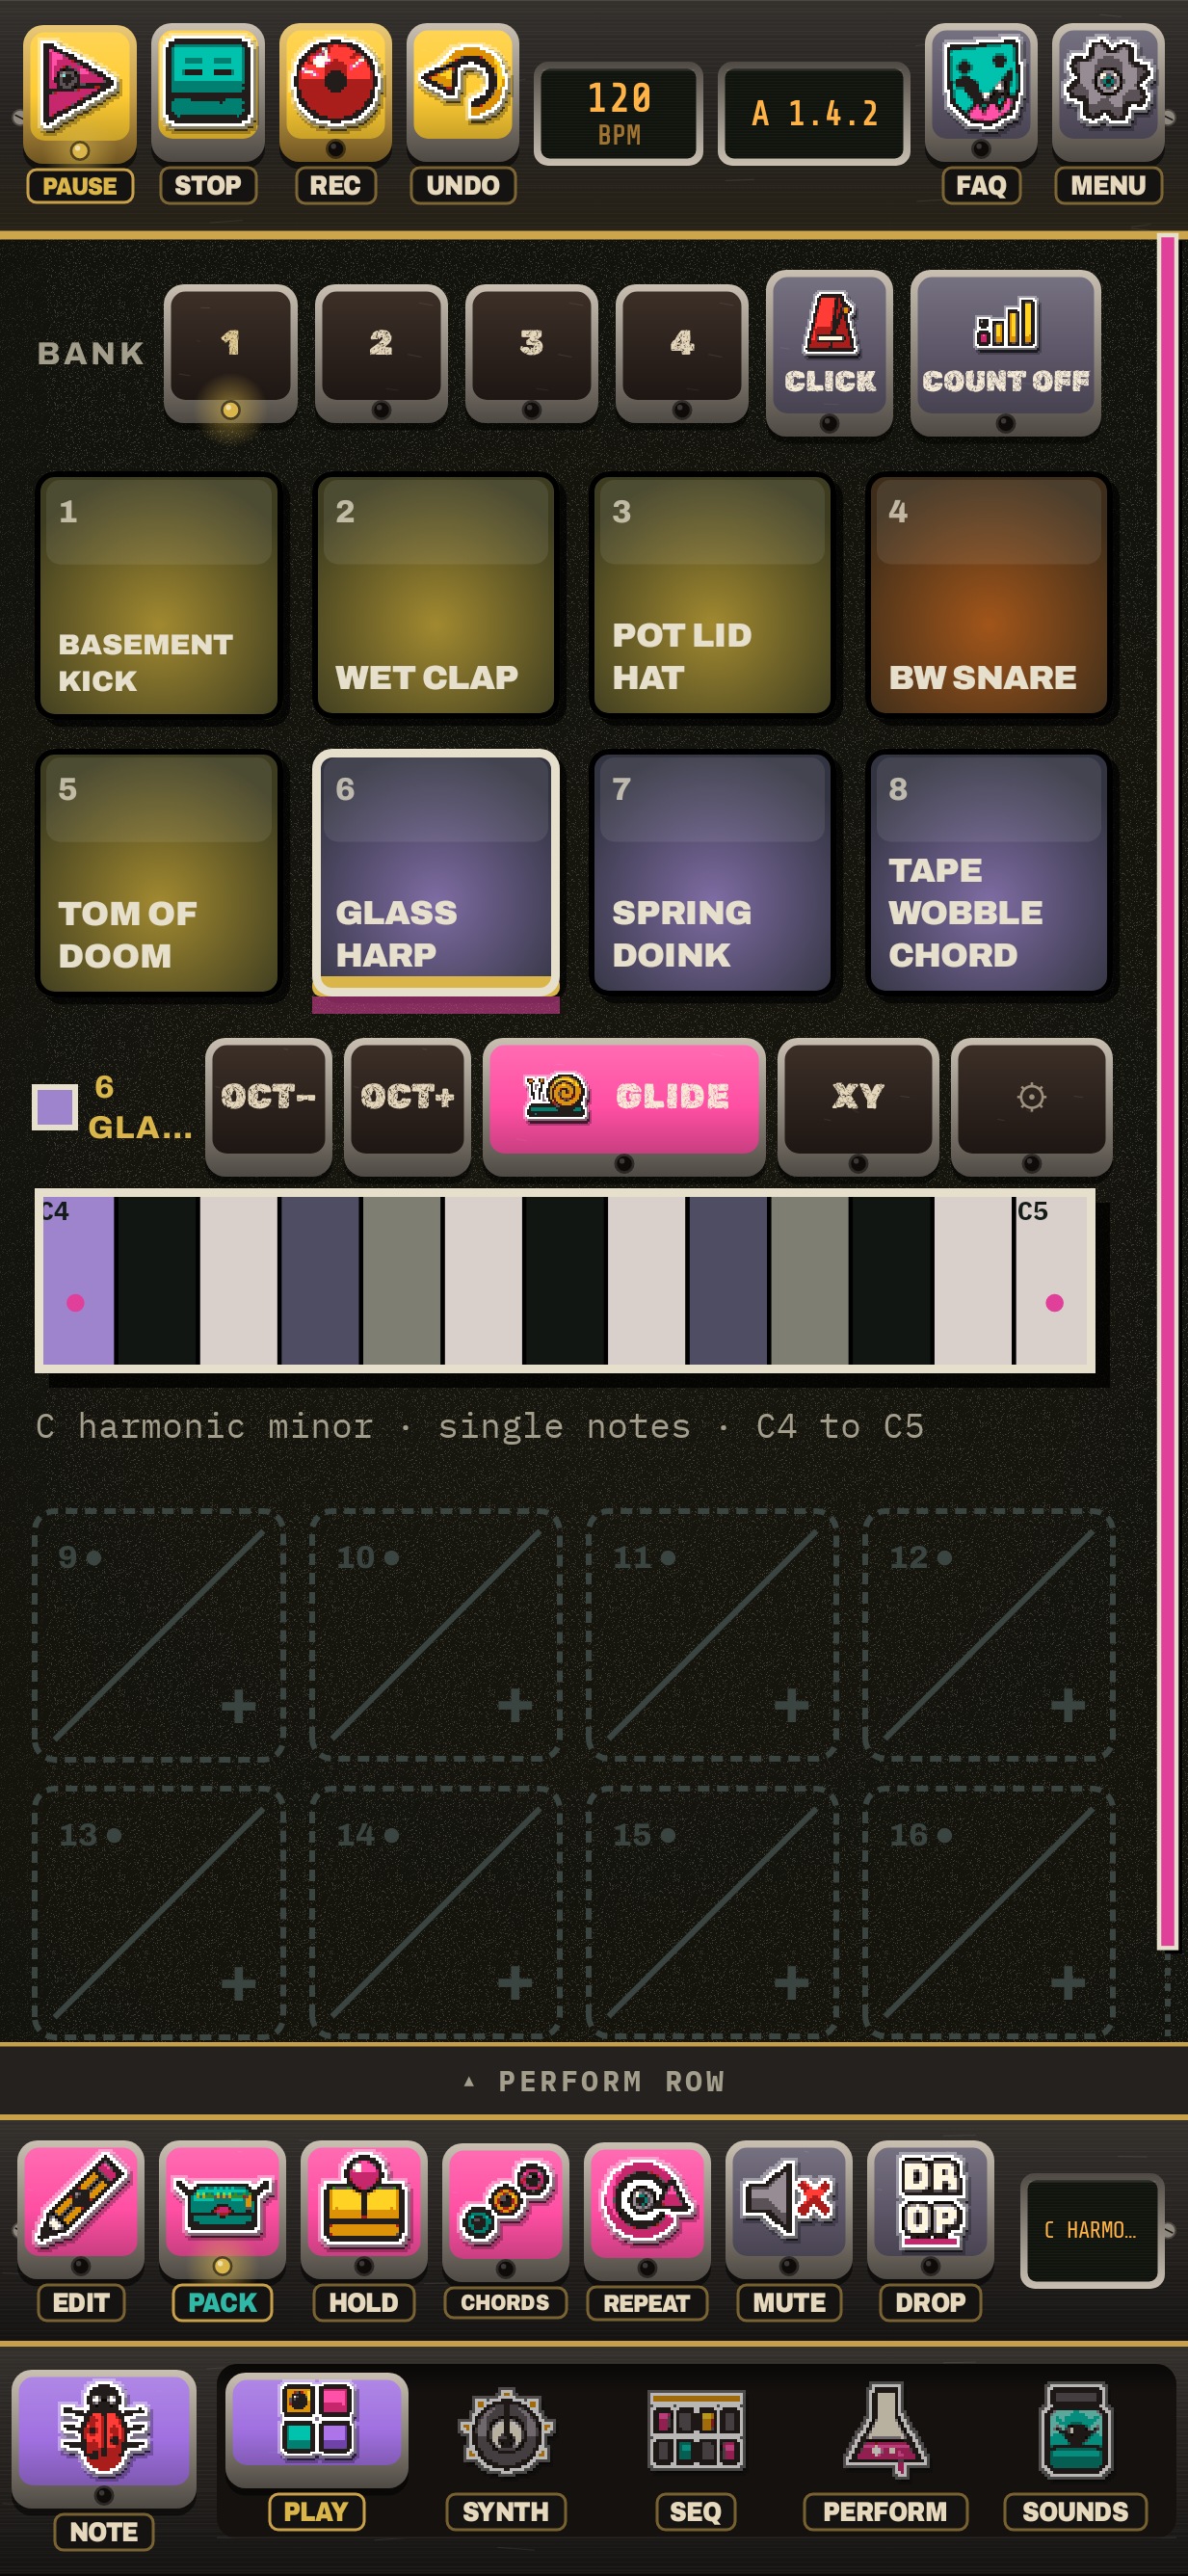 120
BPM
A 1.4.2
PAUSE
STOP
REC
UNDO
FAQ
MENU
BANK
1
2
3
4
CLICK
COUNT OFF
1
BASEMENT
KICK
2
WET CLAP
3
POT LID
HAT
4
BW SNARE
5
TOM OF
DOOM
6
GLASS
HARP
7
SPRING
DOINK
8
TAPE
WOBBLE
CHORD
6
GLA...
OCT-
OCT+
GLIDE
XY
C4
C5
C harmonic minor · single notes · C4 to C5
9
10
11
12
13
14
15
16
▲ PERFORM ROW
DR
OP
C HARMO…
EDIT
PACK
HOLD
CHORDS
REPEAT
MUTE
DROP
NOTE
PLAY
SYNTH
SEQ
PERFORM
SOUNDS